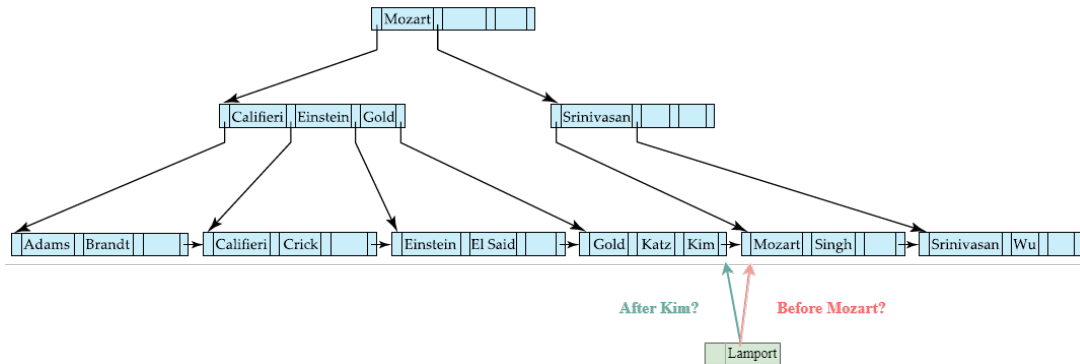 Mozart
Califieri Einstein Gold
Srinivasan
Adams Brandt
Califieri Crick
Einstein El Said
Gold Katz Kim
Mozart Singh
Srinivasan Wu
After Kim?
Before Mozart?
Lamport